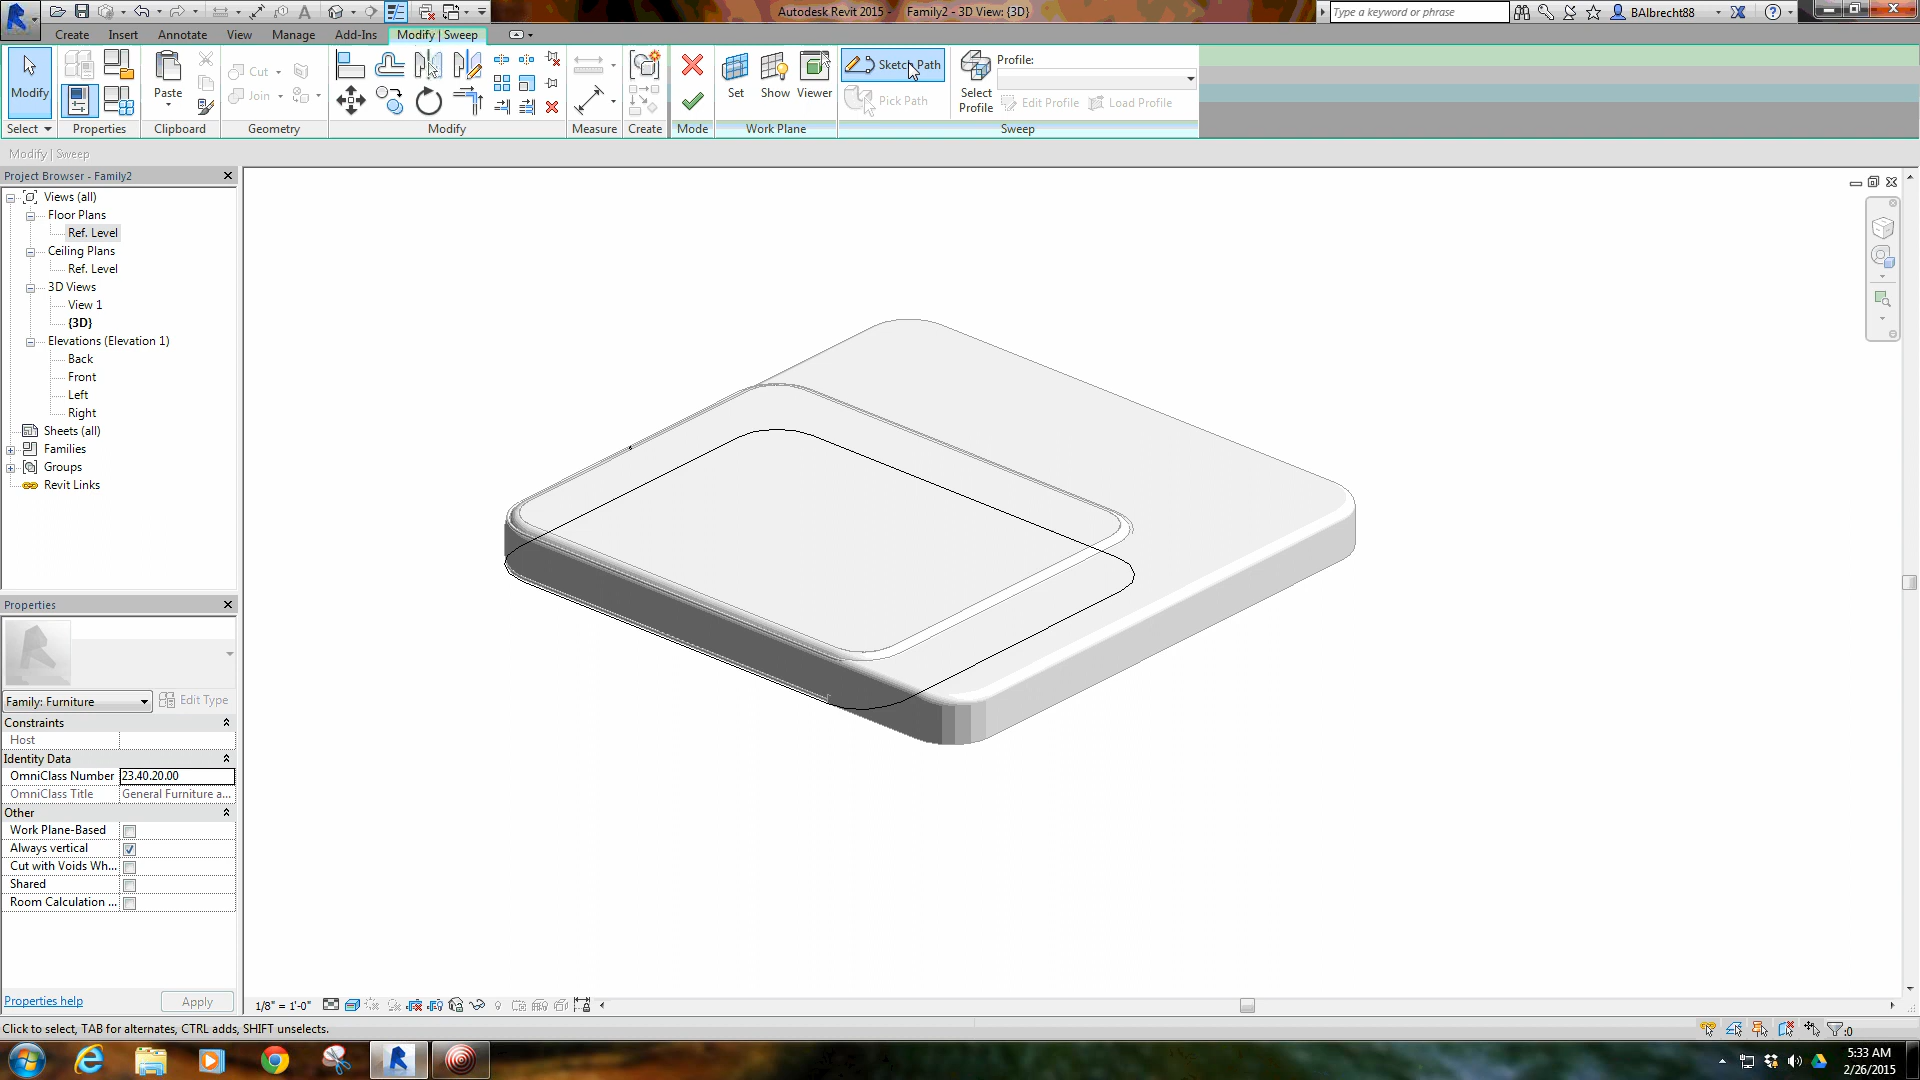 Autodesk Revit 2015 - Family2 - 3D View: {3D}
Type a keyword or phrase
BAlbrecht88
Create Insert Annotate View Manage Add-Ins Modify | Sweep
Modify
Select
Properties
Paste
Clipboard
Cut
Join
Geometry
Modify
Measure
Create
Mode
Set Show Viewer
Work Plane
Sketch Path
Pick Path
Select Profile
Profile:
Edit Profile Load Profile
Sweep
Modify | Sweep
Project Browser - Family2
Views (all)
Floor Plans
Ref. Level
Ceiling Plans
Ref. Level
3D Views
View 1
{3D}
Elevations (Elevation 1)
Back
Front
Left
Right
Sheets (all)
Families
Groups
Revit Links
Properties
Family: Furniture
Edit Type
Constraints
Host
Identity Data
OmniClass Number 23.40.20.00
OmniClass Title General Furniture a...
Other
Work Plane-Based
Always vertical
Cut with Voids Wh...
Shared
Room Calculation ...
Properties help
Apply
1/8" = 1'-0"
Click to select, TAB for alternates, CTRL adds, SHIFT unselects.
:0
5:33 AM
2/26/2015